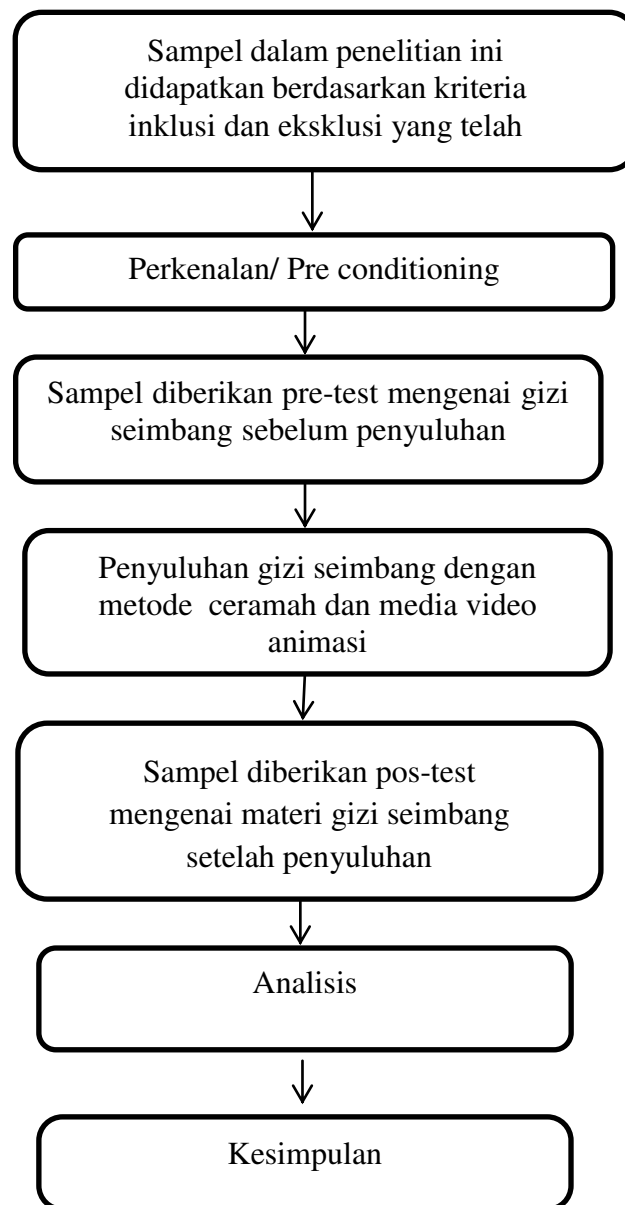 Sampel dalam penelitian ini
didapatkan berdasarkan kriteria
inklusi dan eksklusi yang telah
Perkenalan/ Pre conditioning
Sampel diberikan pre-test mengenai gizi
seimbang sebelum penyuluhan
Penyuluhan gizi seimbang dengan
metode ceramah dan media video
animasi
Sampel diberikan pos-test
mengenai materi gizi seimbang
setelah penyuluhan
Analisis
Kesimpulan